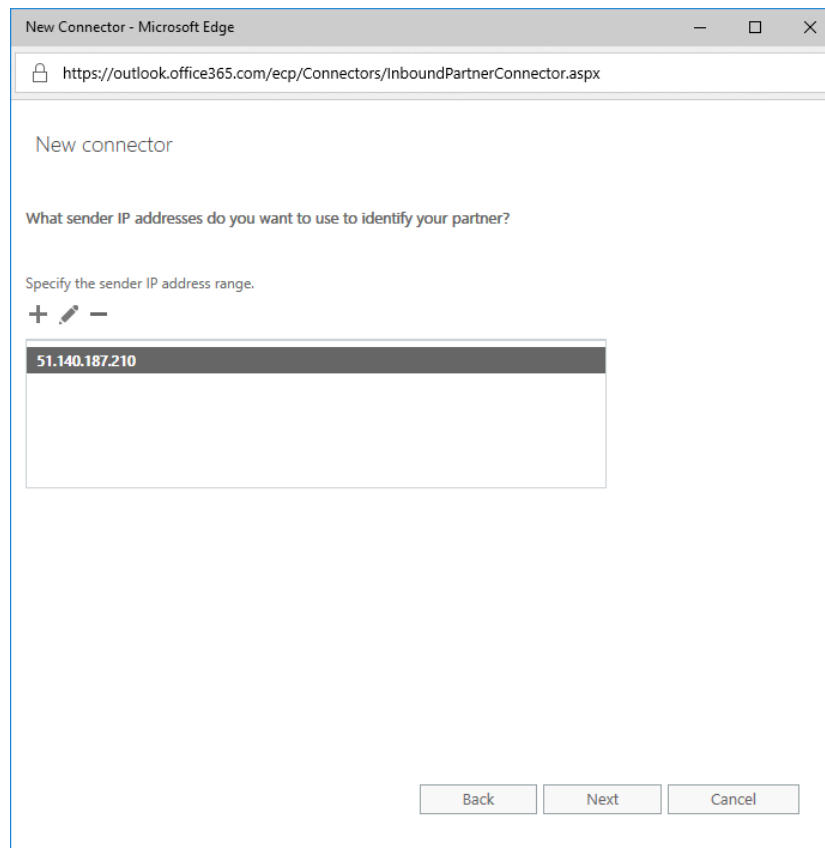 New Connector - Microsoft Edge
https://outlook.office365.com/ecp/Connectors/InboundPartnerConnector.aspx
New connector
What sender IP addresses do you want to use to identify your partner?
Specify the sender IP address range.
51.140.187.210
Back Next Cancel